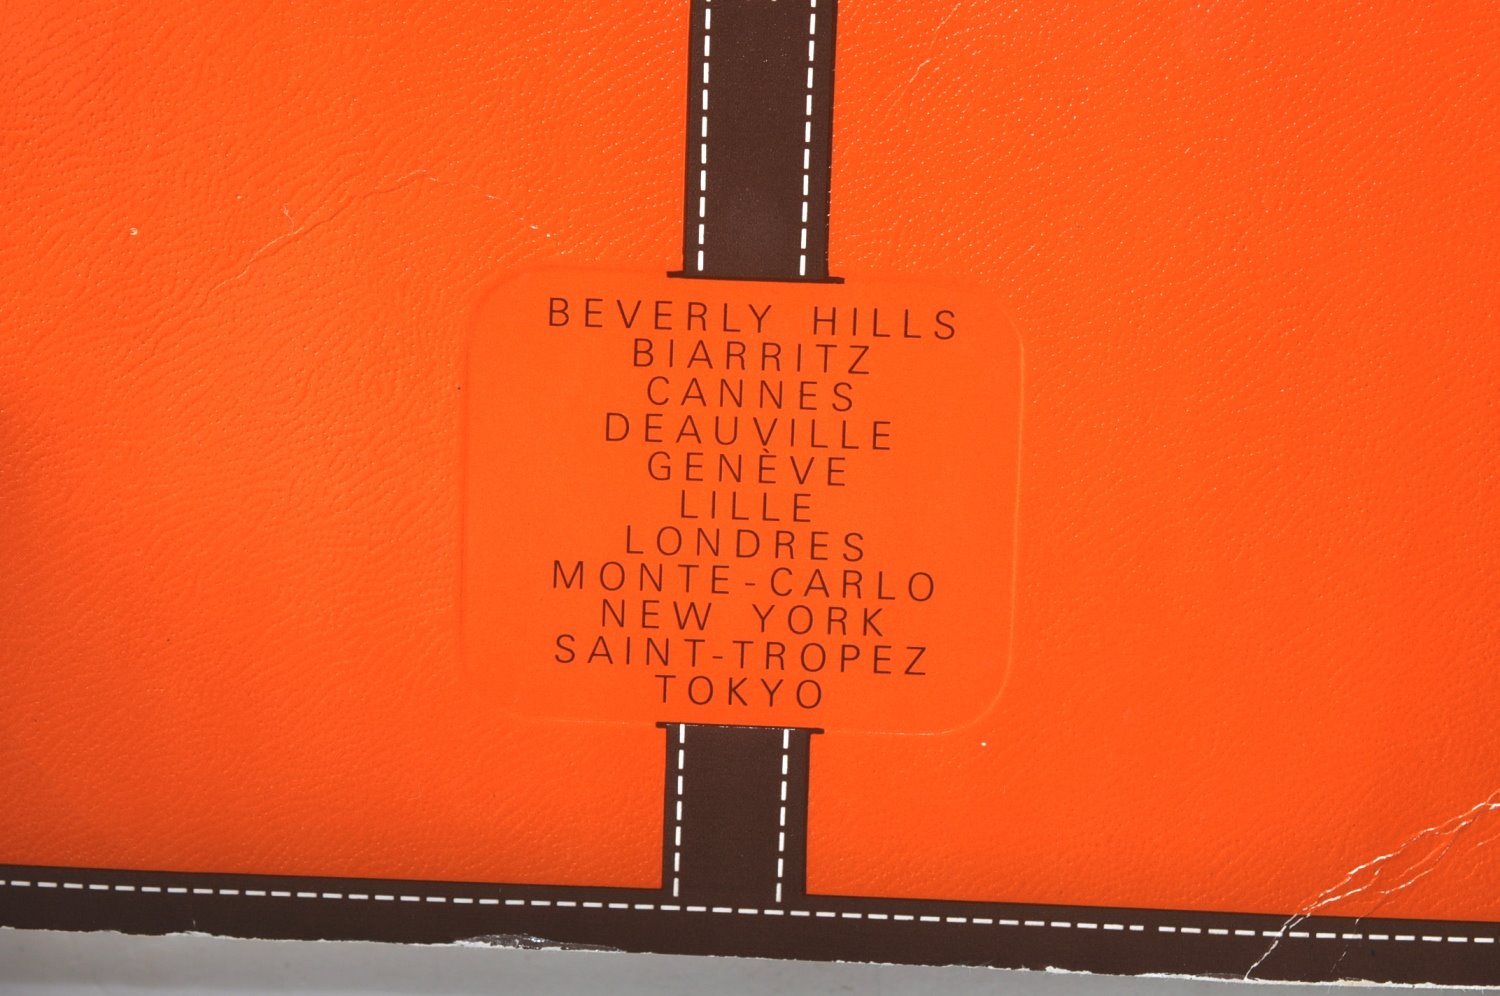 BEVERLY HILLS
BIARRITZ
CANNES
DEAUVILLE
GENÈVE
LILLE
LONDRES
MONTE-CARLO
NEW YORK
SAINT-TROPEZ
TOKYO